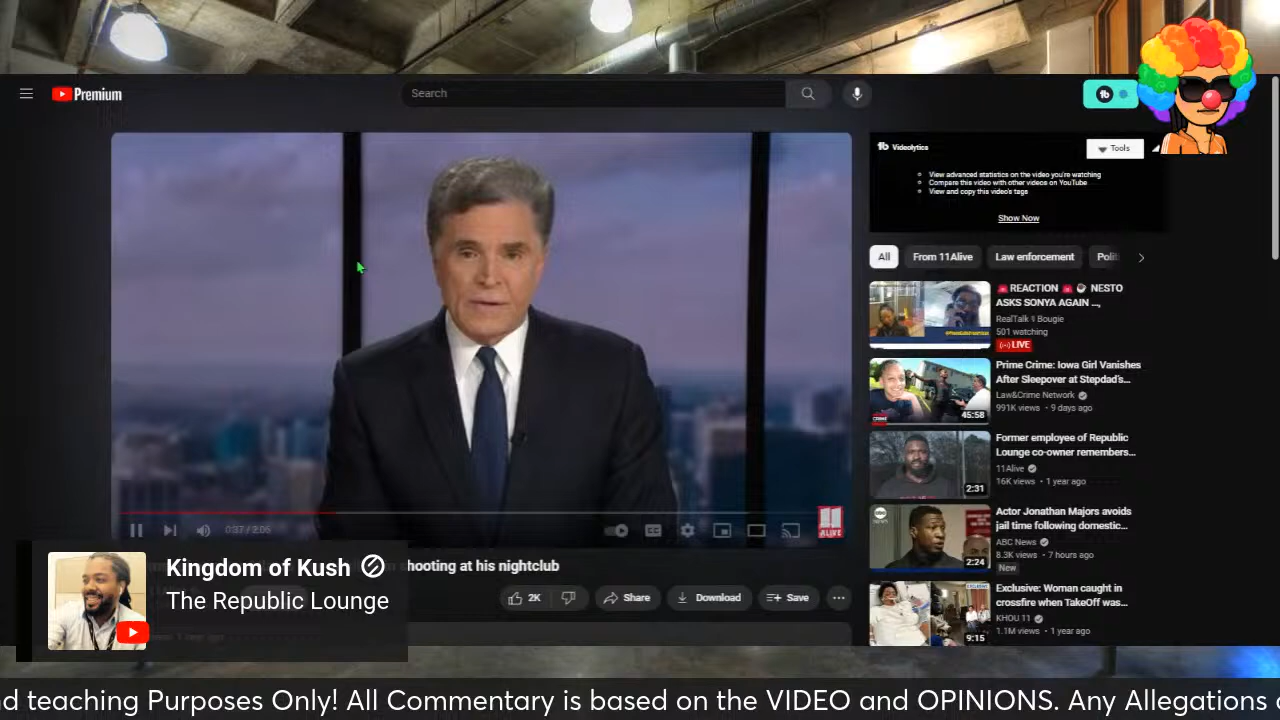 Premium
Search
Videolytics
Tools
View advanced statistics on the video you're watching
Compare this video with other videos on YouTube
View and copy this video's tags
Show Now
All
From 11Alive
Law enforcement
REACTION NESTO
ASKS SONYA AGAIN ...,
RealTalk Bougie
501 watching
LIVE
Prime Crime: Iowa Girl Vanishes
After Sleepover at Stepdad's...
Law&Crime Network
991K views • 9 days ago
45:58
Former employee of Republic
Lounge co-owner remembers...
11Alive
16K views • 1 year ago
2:31
Actor Jonathan Majors avoids
jail time following domestic...
ABC News
8.3K views • 7 hours ago
New
2:24
Exclusive: Woman caught in
crossfire when TakeOff was...
KHOU 11
1.1M views • 1 year ago
9:15
0:37 / 2:05
ALIVE
shooting at his nightclub
2K
Share
Download
Save
Kingdom of Kush
The Republic Lounge
teaching Purposes Only! All Commentary is based on the VIDEO and OPINIONS. Any Allegations